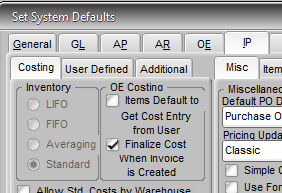 Set System Defaults
General GL AP AR OE IP
Costing User Defined Additional
Misc Item
Inventory
LIFO
FIFO
Averaging
Standard
OE Costing
Items Default to
Get Cost Entry
from User
Finalize Cost
When Invoice
is Created
Allow Std. Costs by Warehouse
Miscellaneou
Default PO D
Purchase O
Pricing Upda
Classic
Simple C
Use For